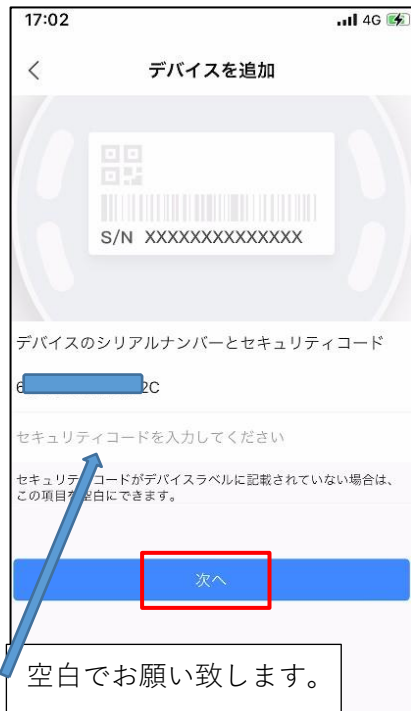 17:02
4G
デバイスを追加
S/N XXXXXXXXXXXXXX
デバイスのシリアルナンバーとセキュリティコード
6 2C
セキュリティコードを入力してください
セキュリティコードがデバイスラベルに記載されていない場合は、
この項目を空白にできます。
次へ
空白でお願い致します。